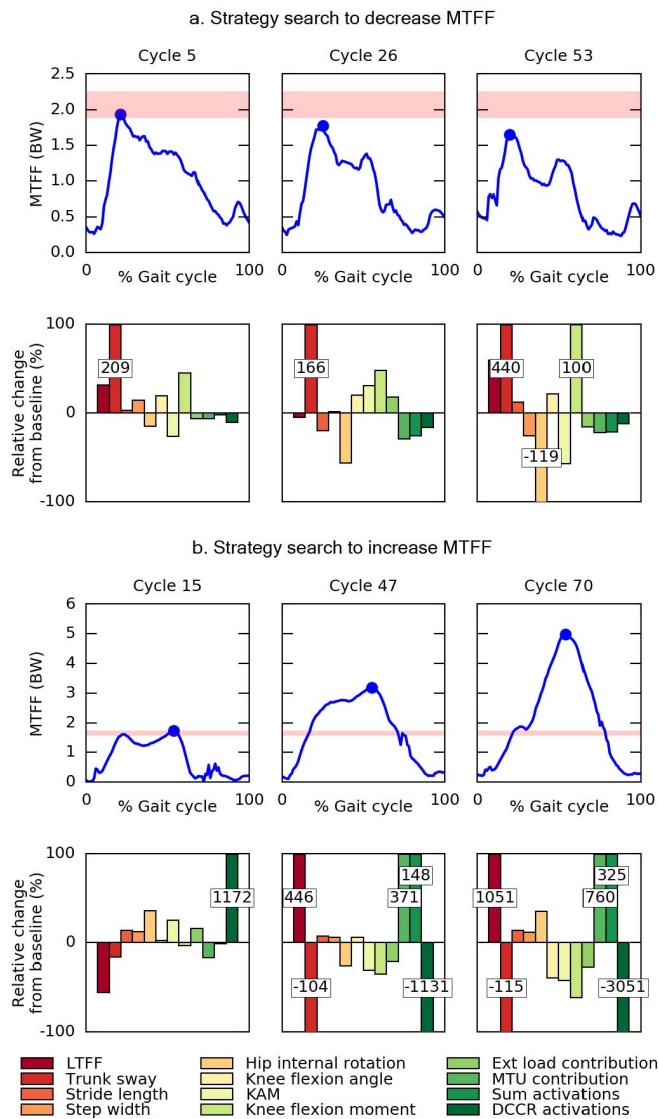 a. Strategy search to decrease MTFF
Cycle 5 Cycle 26 Cycle 53
MTFF (BW)
2.5
2.0
1.5
1.0
0.5
0.0
0 % Gait cycle 100 0 % Gait cycle 100 0 % Gait cycle 100
Relative change
from baseline (%)
100
0
-100
209 166 440 100
-119
b. Strategy search to increase MTFF
Cycle 15 Cycle 47 Cycle 70
MTFF (BW)
6
5
4
3
2
1
0
0 % Gait cycle 100 0 % Gait cycle 100 0 % Gait cycle 100
Relative change
from baseline (%)
100
0
-100
148 325
1172 446 371 1051 760
-104 -1131 -115 -3051
LTFF Hip internal rotation Ext load contribution
Trunk sway Knee flexion angle MTU contribution
Stride length KAM Sum activations
Step width Knee flexion moment DCCR activations